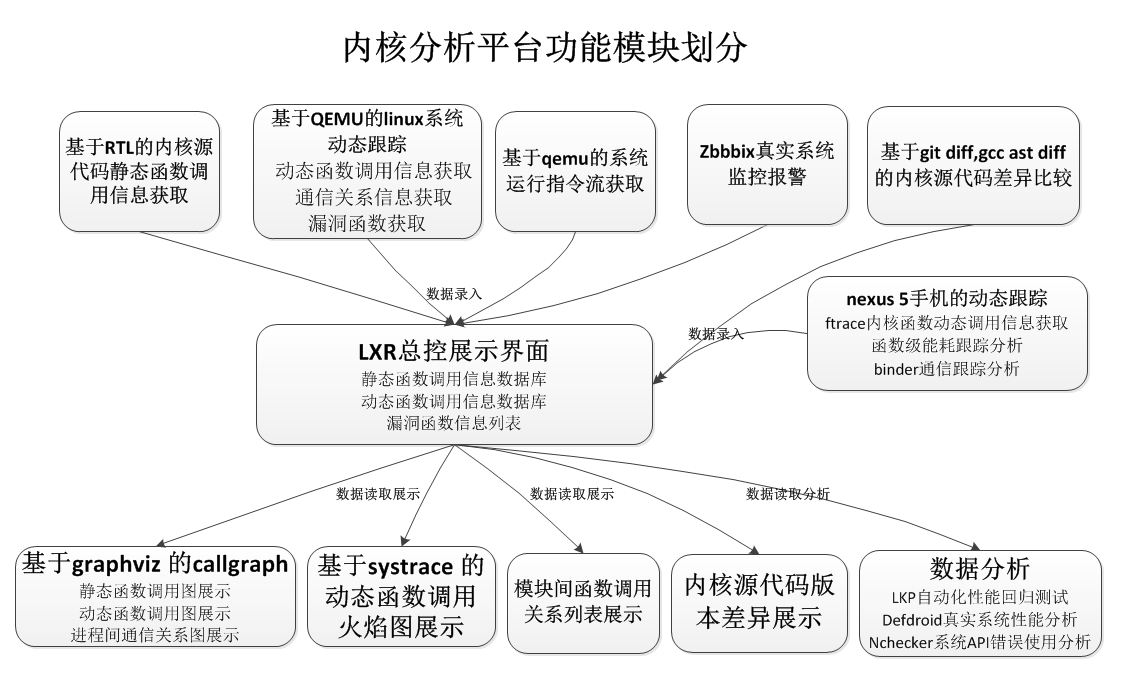 内核分析平台功能模块划分
基于RTL的内核源
代码静态函数调
用信息获取
基于QEMU的linux系统
动态跟踪
动态函数调用信息获取
通信关系信息获取
漏洞函数获取
基于qemu的系统
运行指令流获取
Zbbbix真实系统
监控报警
基于git diff,gcc ast diff
的内核源代码差异比较
数据录入
nexus 5手机的动态跟踪
ftrace内核函数动态调用信息获取
函数级能耗跟踪分析
binder通信跟踪分析
数据录入
LXR总控展示界面
静态函数调用信息数据库
动态函数调用信息数据库
漏洞函数信息列表
数据读取展示
数据读取展示
数据读取分析
基于graphviz 的callgraph
静态函数调用图展示
动态函数调用图展示
进程间通信关系图展示
基于systrace 的
动态函数调用
火焰图展示
模块间函数调用
关系列表展示
内核源代码版
本差异展示
数据分析
LKP自动化性能回归测试
Defdroid真实系统性能分析
Nchecker系统API错误使用分析